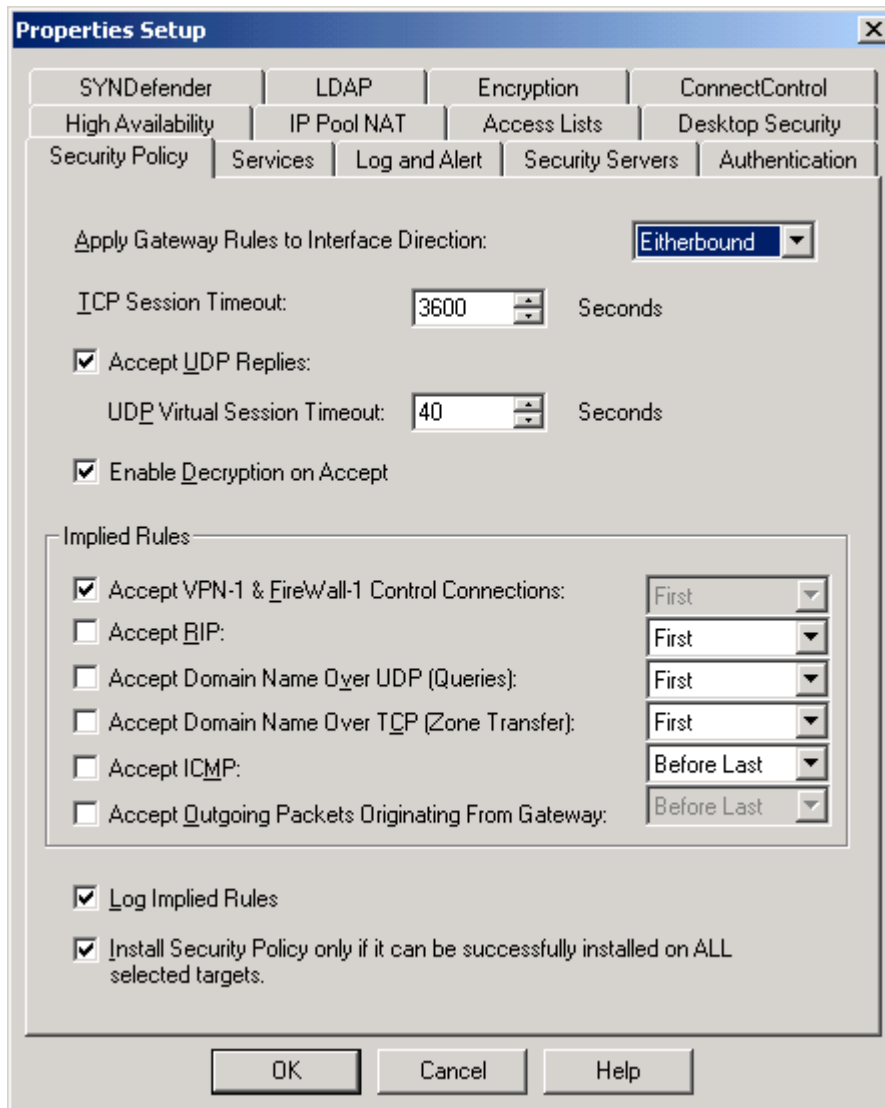 Properties Setup
SYNDefender LDAP Encryption ConnectControl
High Availability IP Pool NAT Access Lists Desktop Security
Security Policy Services Log and Alert Security Servers Authentication
Apply Gateway Rules to Interface Direction: Eitherbound
TCP Session Timeout: 3600 Seconds
Accept UDP Replies:
UDP Virtual Session Timeout: 40 Seconds
Enable Decryption on Accept
Implied Rules
Accept VPN-1 & FireWall-1 Control Connections: First
Accept RIP: First
Accept Domain Name Over UDP (Queries): First
Accept Domain Name Over TCP (Zone Transfer): First
Accept ICMP: Before Last
Accept Outgoing Packets Originating From Gateway: Before Last
Log Implied Rules
Install Security Policy only if it can be successfully installed on ALL
selected targets.
OK Cancel Help